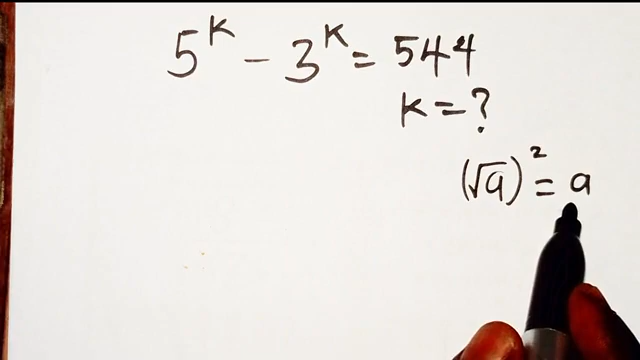 5^k - 3^k = 544
k = ?
(√a)^2 = a